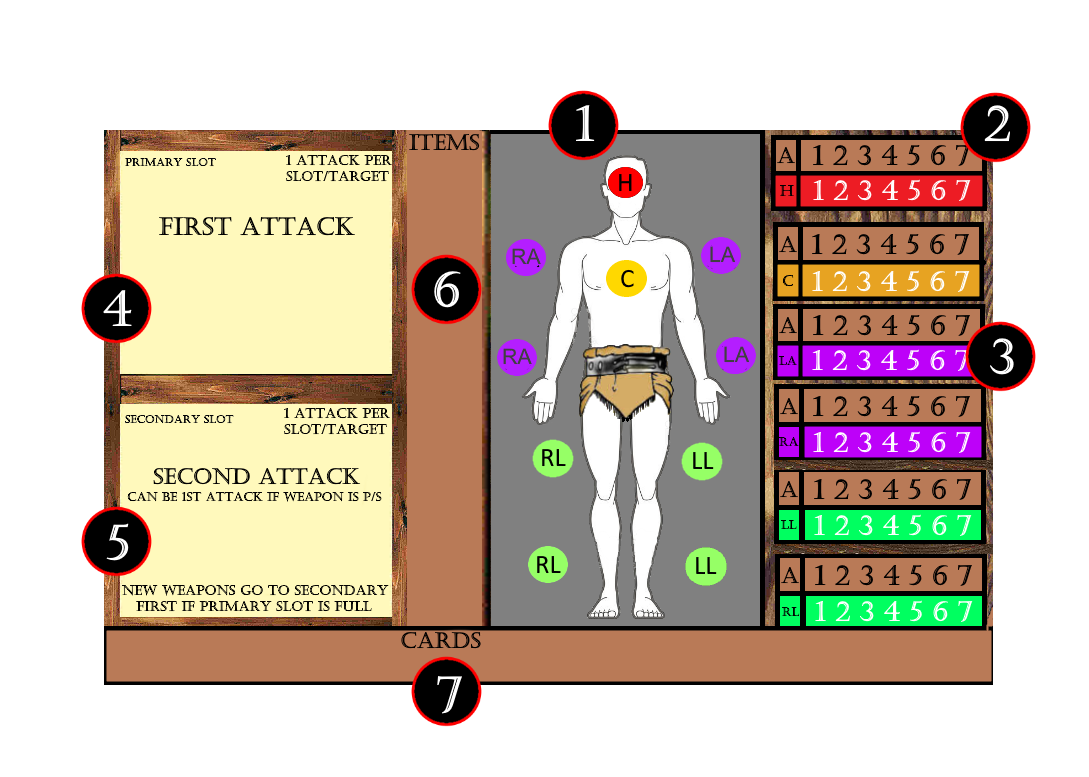 1
2
PRIMARY SLOT
1 ATTACK PER
SLOT/TARGET
FIRST ATTACK
4
SECONDARY SLOT
1 ATTACK PER
SLOT/TARGET
SECOND ATTACK
CAN BE 1ST ATTACK IF WEAPON IS P/S
5
NEW WEAPONS GO TO SECONDARY
FIRST IF PRIMARY SLOT IS FULL
ITEMS
6
H
RA
LA
C
RA
LA
RL
LL
RL
LL
A 1 2 3 4 5 6 7
H 1 2 3 4 5 6 7
A 1 2 3 4 5 6 7
C 1 2 3 4 5 6 7
A 1 2 3 4 5 6 7
LA 1 2 3 4 5 6 7
3
A 1 2 3 4 5 6 7
RA 1 2 3 4 5 6 7
A 1 2 3 4 5 6 7
LL 1 2 3 4 5 6 7
A 1 2 3 4 5 6 7
RL 1 2 3 4 5 6 7
CARDS
7